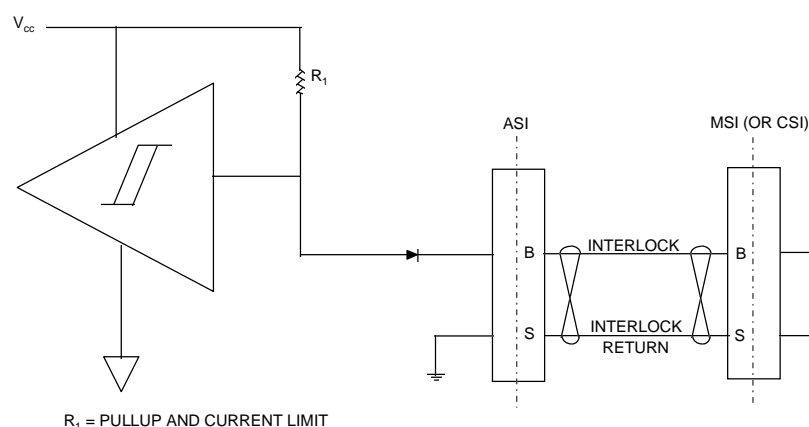 Vcc
R1
ASI
MSI (OR CSI)
B
INTERLOCK
B
S
INTERLOCK
RETURN
S
R1 = PULLUP AND CURRENT LIMIT